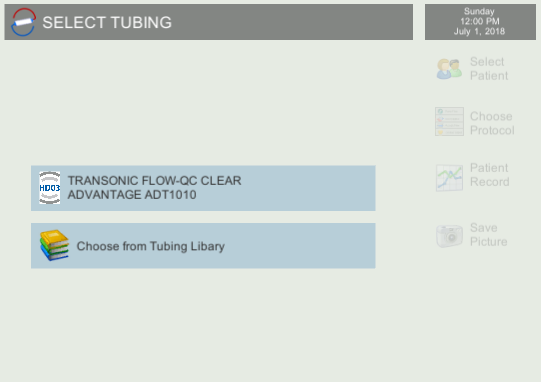 SELECT TUBING
Sunday
12:00 PM
July 1, 2018
Select
Patient
Choose
Protocol
HD03
TRANSONIC FLOW-QC CLEAR
ADVANTAGE ADT1010
Patient
Record
Choose from Tubing Libary
Save
Picture